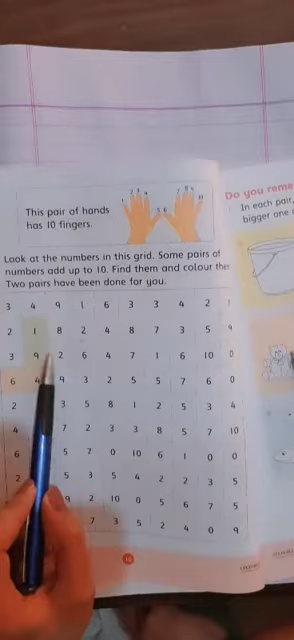 This pair of hands
has 10 fingers.
Do you reme
In each pair,
bigger one
Look at the numbers in this grid. Some pairs of
numbers add up to 10. Find them and colour the
Two pairs have been done for you.
3 4 9 1 6 3 3 4 2 1
2 1 8 2 4 8 7 3 5 9
3 9 2 6 4 7 1 6 10 0
6 4 9 3 2 5 5 7 6 0
2 3 5 8 1 2 5 3 4
4 7 2 3 3 8 5 7 10
6 5 7 0 10 6 1 0 0
2 5 3 5 4 2 2 3 5
9 2 10 0 5 6 7 5
7 3 5 2 4 0 9